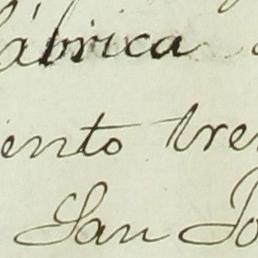 fábrica
iento tre
San Jo